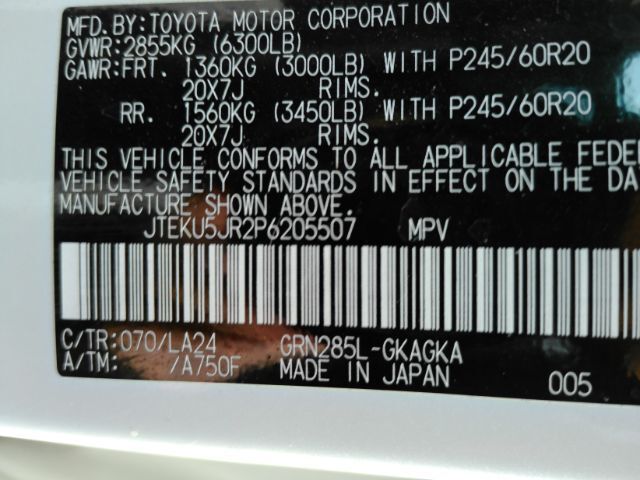 MFD.BY:TOYOTA MOTOR CORPORATION
GVWR:2855KG (6300LB)
GAWR:FRT. 1360KG (3000LB) WITH P245/60R20
20X7J RIMS.
RR. 1560KG (3450LB) WITH P245/60R20
20X7J RIMS.
THIS VEHICLE CONFORMS TO ALL APPLICABLE FEDE
VEHICLE SAFETY STANDARDS IN EFFECT ON THE DA
MANUFACTURE SHOWN ABOVE.
JTEKU5JR2P6205507 MPV
C/TR:070/LA24 GRN285L-GKAGKA
A/TM: /A750F MADE IN JAPAN 005